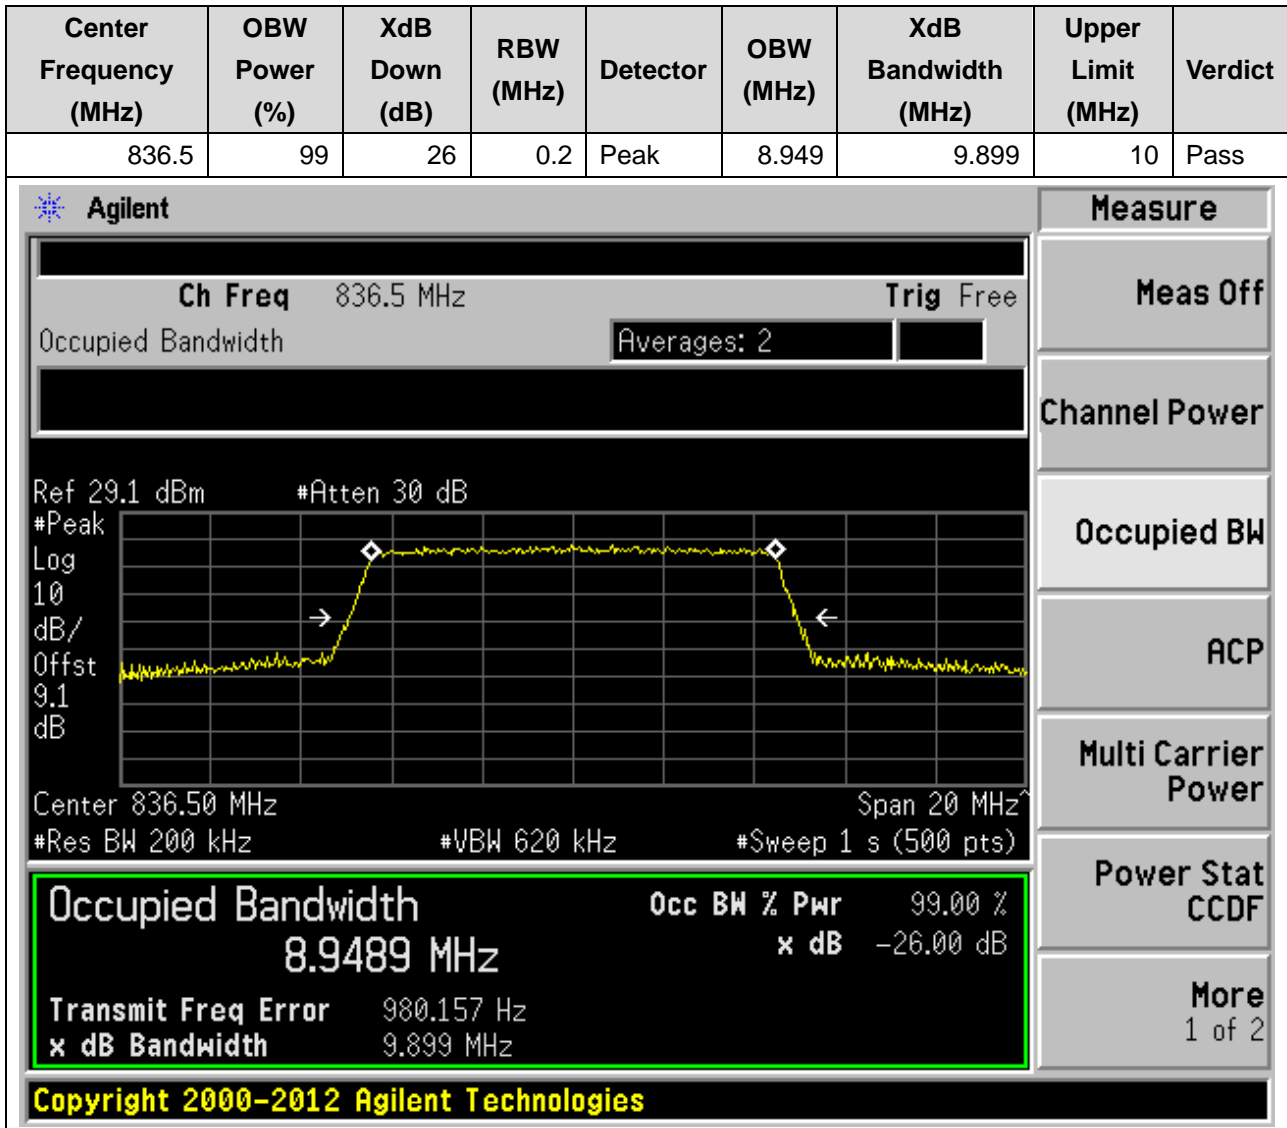 Center Frequency (MHz) OBW Power (%) XdB Down (dB) RBW (MHz) Detector OBW (MHz) XdB Bandwidth (MHz) Upper Limit (MHz) Verdict
836.5 99 26 0.2 Peak 8.949 9.899 10 Pass
Agilent
Measure
Ch Freq 836.5 MHz Trig Free
Meas Off
Occupied Bandwidth Averages: 2
Channel Power
Ref 29.1 dBm #Atten 30 dB
#Peak
Log
10
dB/
Offst
9.1
dB
Occupied BW
ACP
Multi Carrier
Power
Center 836.50 MHz Span 20 MHz^
#Res BW 200 kHz #VBW 620 kHz #Sweep 1 s (500 pts)
Power Stat
CCDF
Occupied Bandwidth Occ BW % Pwr 99.00 %
8.9489 MHz x dB -26.00 dB
Transmit Freq Error 980.157 Hz
x dB Bandwidth 9.899 MHz
More
1 of 2
Copyright 2000-2012 Agilent Technologies